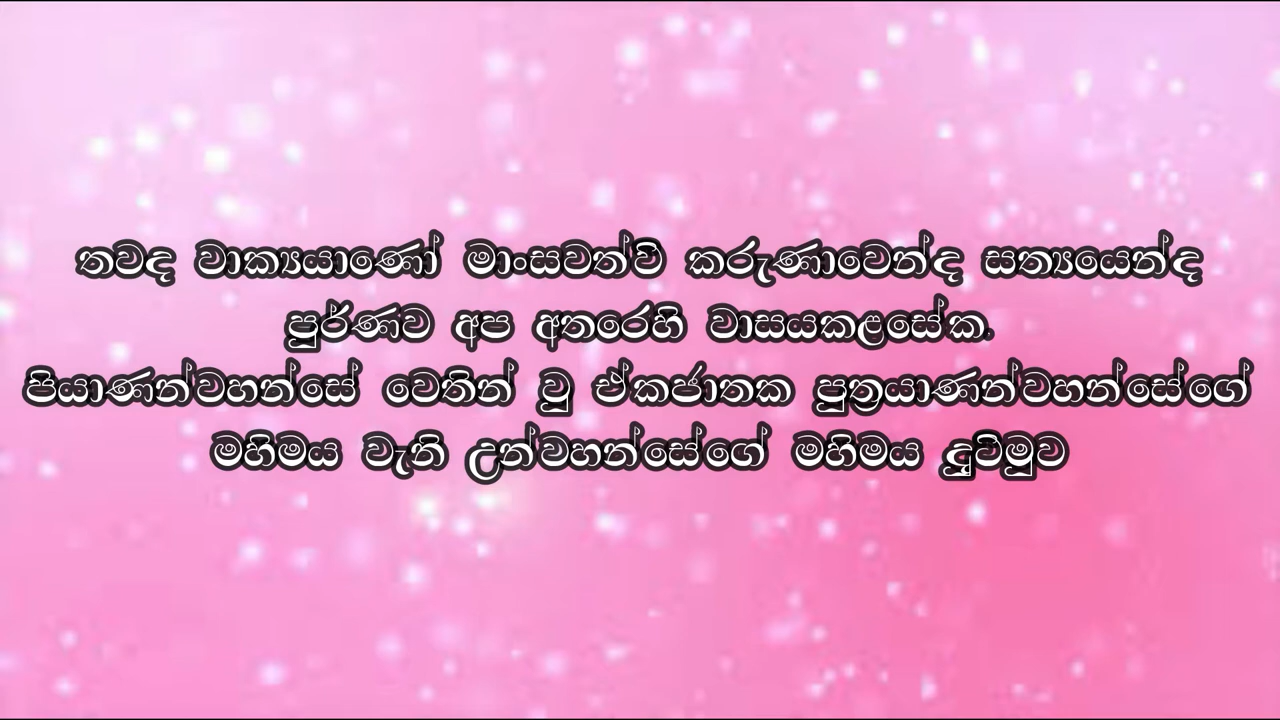 තවද වාක්‍යයාණෝ මාංසවත්ව කරුණාවෙන්ද සත්‍යයෙන්ද
පුර්ණව අප අතරෙහි වාසයකළසේක.
පියාණන්වහන්සේ වෙතින් වූ ඒකජාතක පුත්‍රයාණන්වහන්සේගේ
මහිමය වැනි උන්වහන්සේගේ මහිමය දුටිමුව